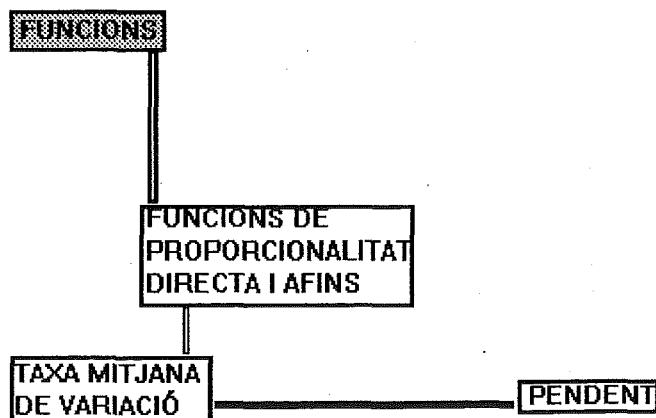 FUNCIONS
FUNCIONS DE
PROPORCIONALITAT
DIRECTA I AFINS
TAXA MITJANA
DE VARIACIÓ
PENDENT